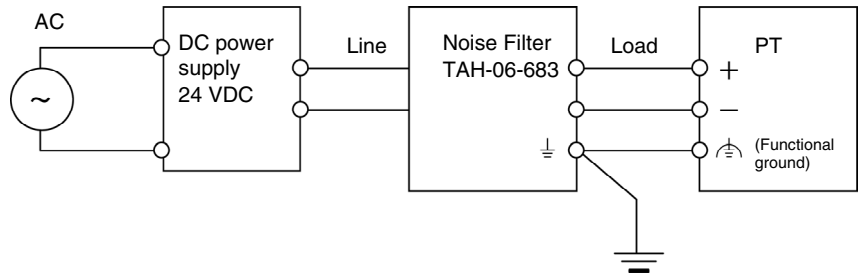 AC
DC power
supply
24 VDC
Line
Noise Filter
TAH-06-683
Load
PT
+
−
(Functional
ground)